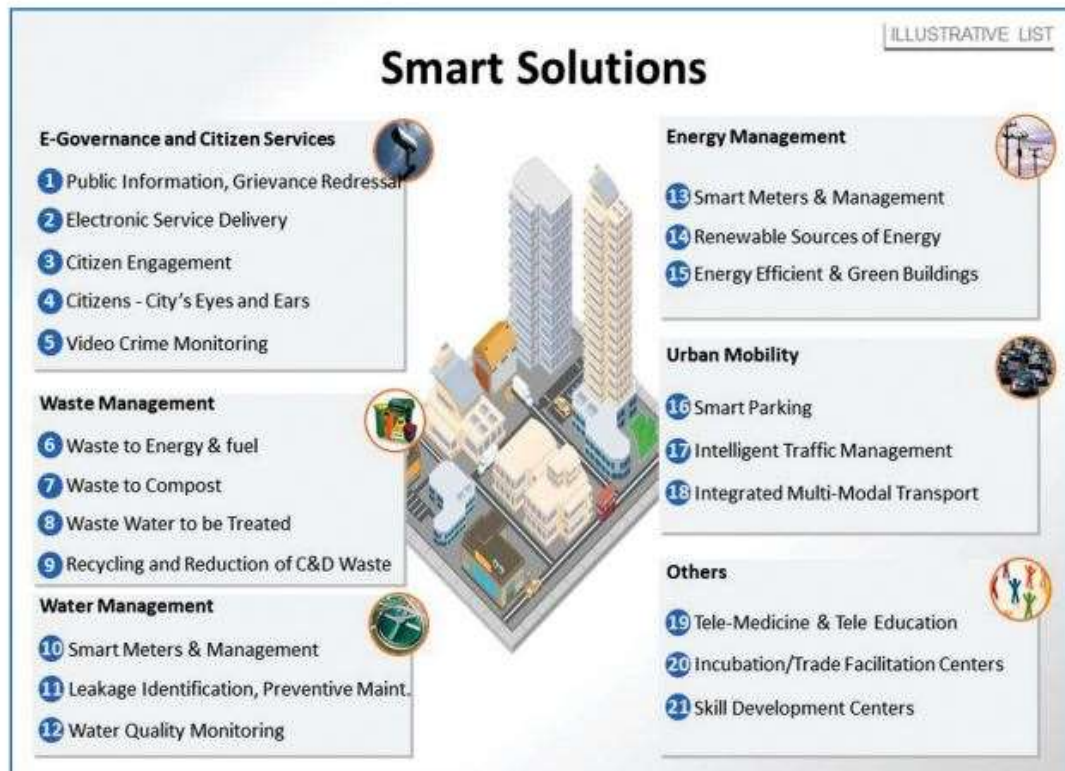 ILLUSTRATIVE LIST
Smart Solutions
E-Governance and Citizen Services
1 Public Information, Grievance Redressal
2 Electronic Service Delivery
3 Citizen Engagement
4 Citizens - City's Eyes and Ears
5 Video Crime Monitoring
Waste Management
6 Waste to Energy & fuel
7 Waste to Compost
8 Waste Water to be Treated
9 Recycling and Reduction of C&D Waste
Water Management
10 Smart Meters & Management
11 Leakage Identification, Preventive Maint.
12 Water Quality Monitoring
Energy Management
13 Smart Meters & Management
14 Renewable Sources of Energy
15 Energy Efficient & Green Buildings
Urban Mobility
16 Smart Parking
17 Intelligent Traffic Management
18 Integrated Multi-Modal Transport
Others
19 Tele-Medicine & Tele Education
20 Incubation/Trade Facilitation Centers
21 Skill Development Centers